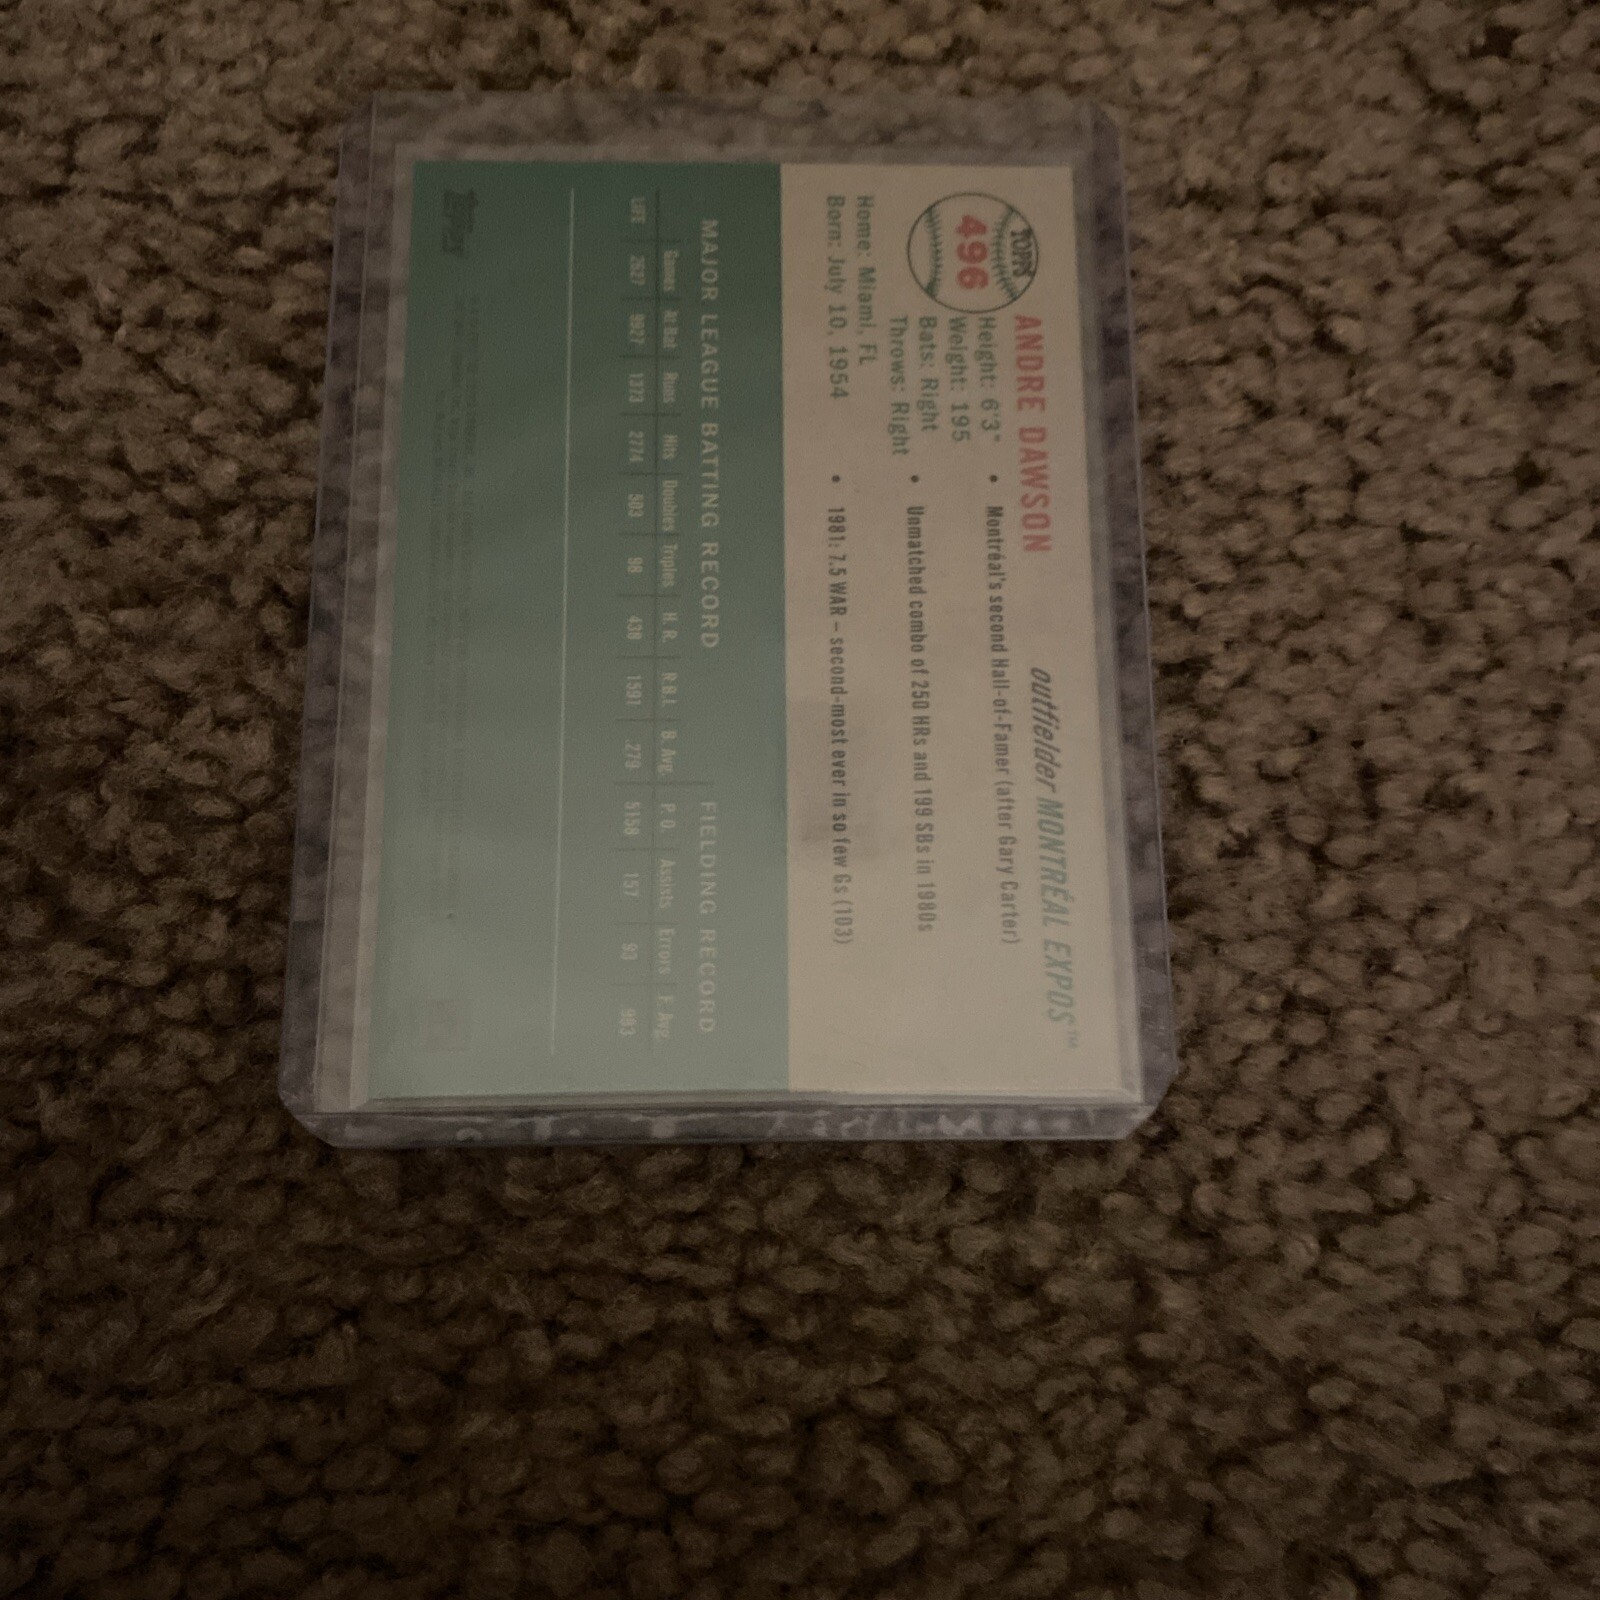 TOPPS
496
ANDRE DAWSON
outfielder MONTRÉAL EXPOS™
Height: 6'3"
Weight: 195
Bats: Right
Throws: Right
Home: Miami, FL
Born: July 10, 1954
• Montréal's second Hall-of-Famer (after Gary Carter)
• Unmatched combo of 250 HRs and 199 SBs in 1980s
• 1981: 7.5 WAR – second-most ever in so few Gs (103)
MAJOR LEAGUE BATTING RECORD FIELDING RECORD
Games At Bat Runs Hits Doubles Triples H. R. R.B.I. B. Avg. P. O. Assists Errors F. Avg.
LIFE 2627 9927 1373 2774 503 98 438 1591 .279 5158 157 93 .983
Topps